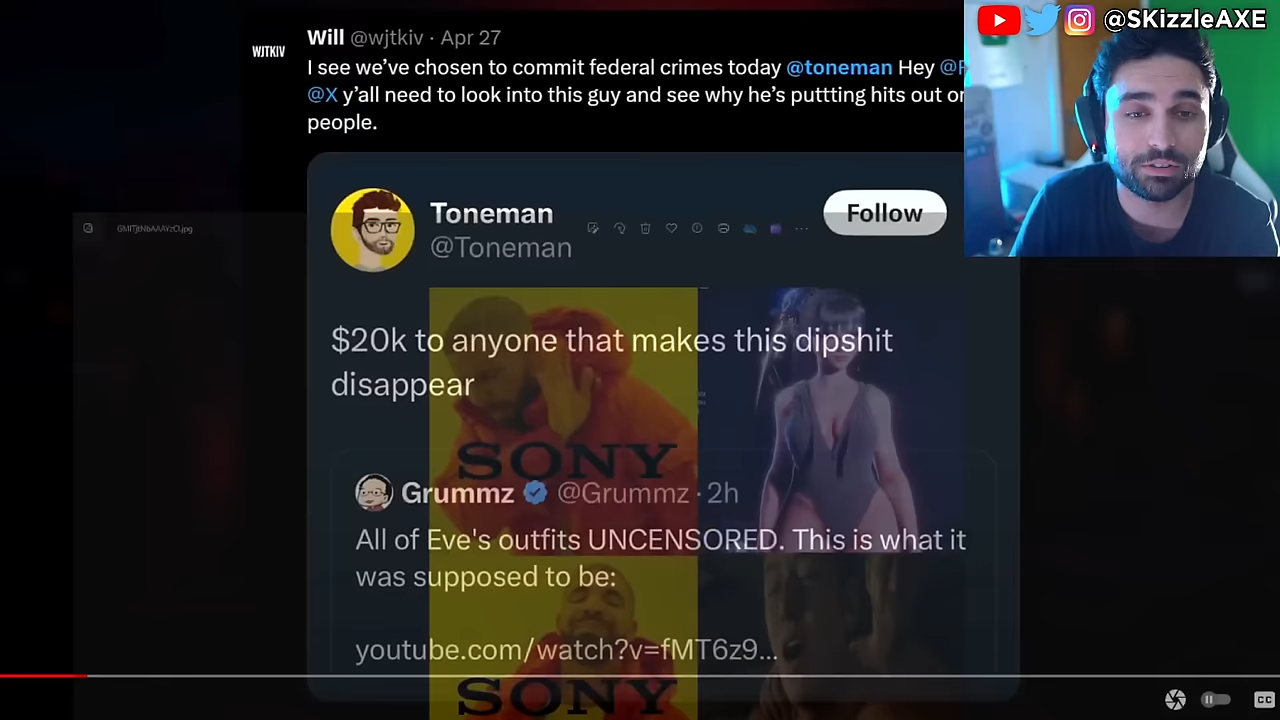 @SKizzleAXE
Will @wjtkiv · Apr 27
WJTKIV
I see we've chosen to commit federal crimes today @toneman Hey @F
@X y'all need to look into this guy and see why he's puttting hits out or
people.
Toneman
@Toneman
Follow
$20k to anyone that makes this dipshit
disappear
SONY
Grummz @Grummz · 2h
All of Eve's outfits UNCENSORED. This is what it
was supposed to be:
youtube.com/watch?v=fMT6z9...
SONY
CC